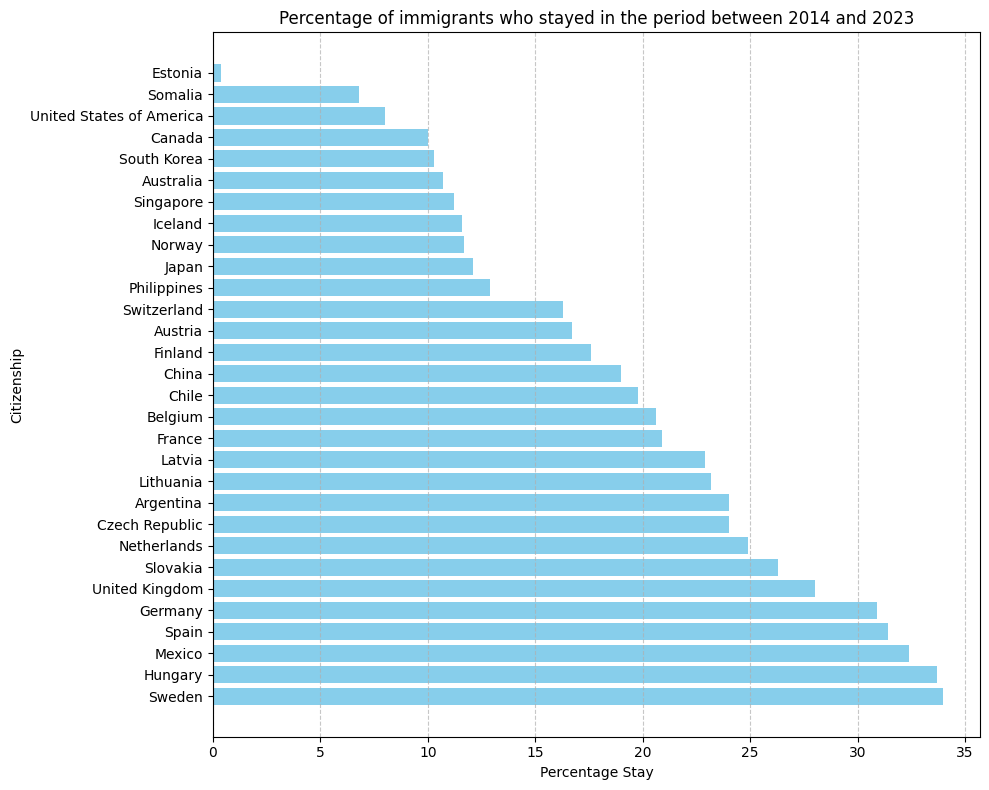 Percentage of immigrants who stayed in the period between 2014 and 2023
Citizenship
Estonia
Somalia
United States of America
Canada
South Korea
Australia
Singapore
Iceland
Norway
Japan
Philippines
Switzerland
Austria
Finland
China
Chile
Belgium
France
Latvia
Lithuania
Argentina
Czech Republic
Netherlands
Slovakia
United Kingdom
Germany
Spain
Mexico
Hungary
Sweden
0 5 10 15 20 25 30 35
Percentage Stay